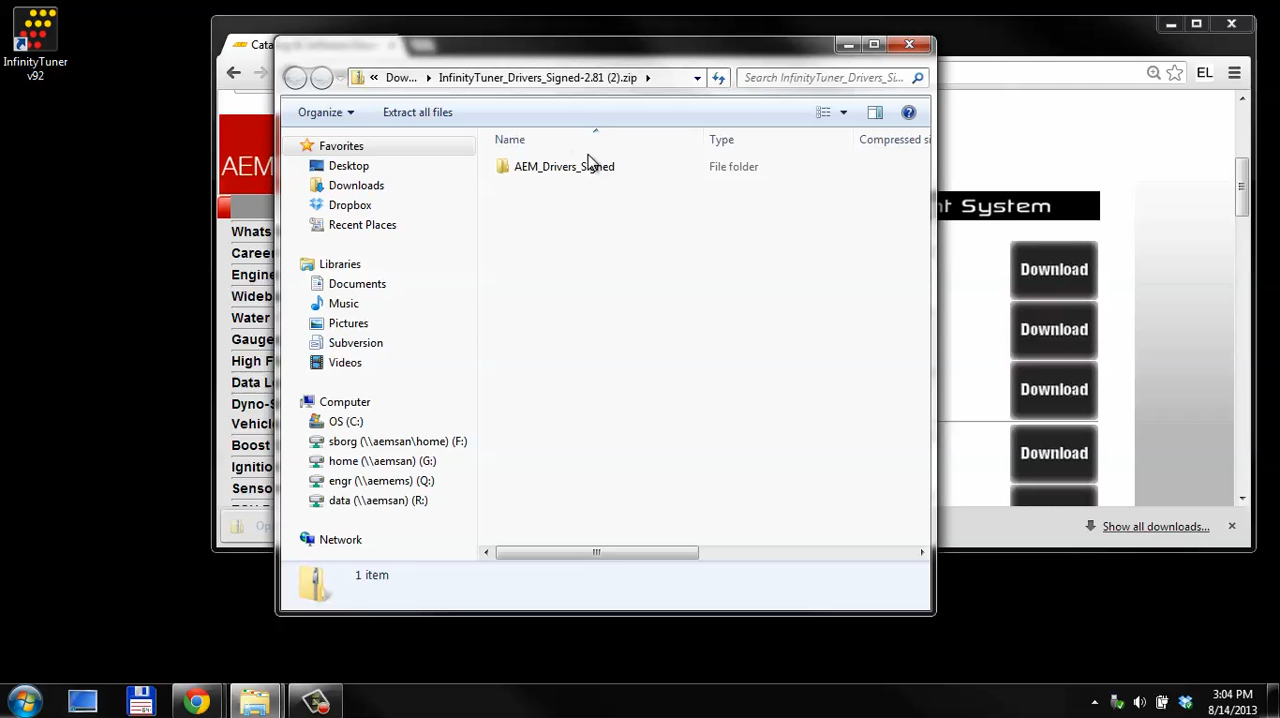 InfinityTuner
v92
Cata
EL
Dow...
InfinityTuner_Drivers_Signed-2.81 (2).zip
Search InfinityTuner_Drivers_Si...
Organize
Extract all files
Name
Type
Compressed si
Favorites
Desktop
Downloads
Dropbox
Recent Places
Libraries
Documents
Music
Pictures
Subversion
Videos
Computer
OS (C:)
sborg (\\aemsan\home) (F:)
home (\\aemsan) (G:)
engr (\\aemems) (Q:)
data (\\aemsan) (R:)
Network
AEM_Drivers_Signed
File folder
1 item
AEM
Whats
Career
Engine
Wideb
Water
Gauge
High F
Data L
Dyno-S
Vehicl
Boost
Ignitio
Senso
nt System
Download
Download
Download
Download
Op
Show all downloads...
3:04 PM
8/14/2013